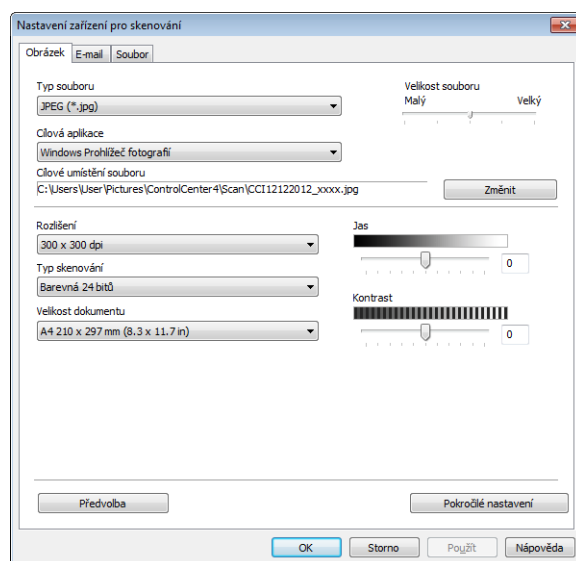 Nastavení zařízení pro skenování
Obrázek E-mail Soubor
Typ souboru
JPEG (*.jpg)
Velikost souboru
Malý Velký
Cílová aplikace
Windows Prohlížeč fotografií
Cílové umístění souboru
C:\Users\User\Pictures\ControlCenter4\Scan\CCI12122012_xxxx.jpg
Změnit
Rozlišení
300 x 300 dpi
Typ skenování
Barevná 24 bitů
Velikost dokumentu
A4 210 x 297 mm (8.3 x 11.7 in)
Jas
0
Kontrast
0
Předvolba Pokročilé nastavení
OK Storno Použít Nápověda